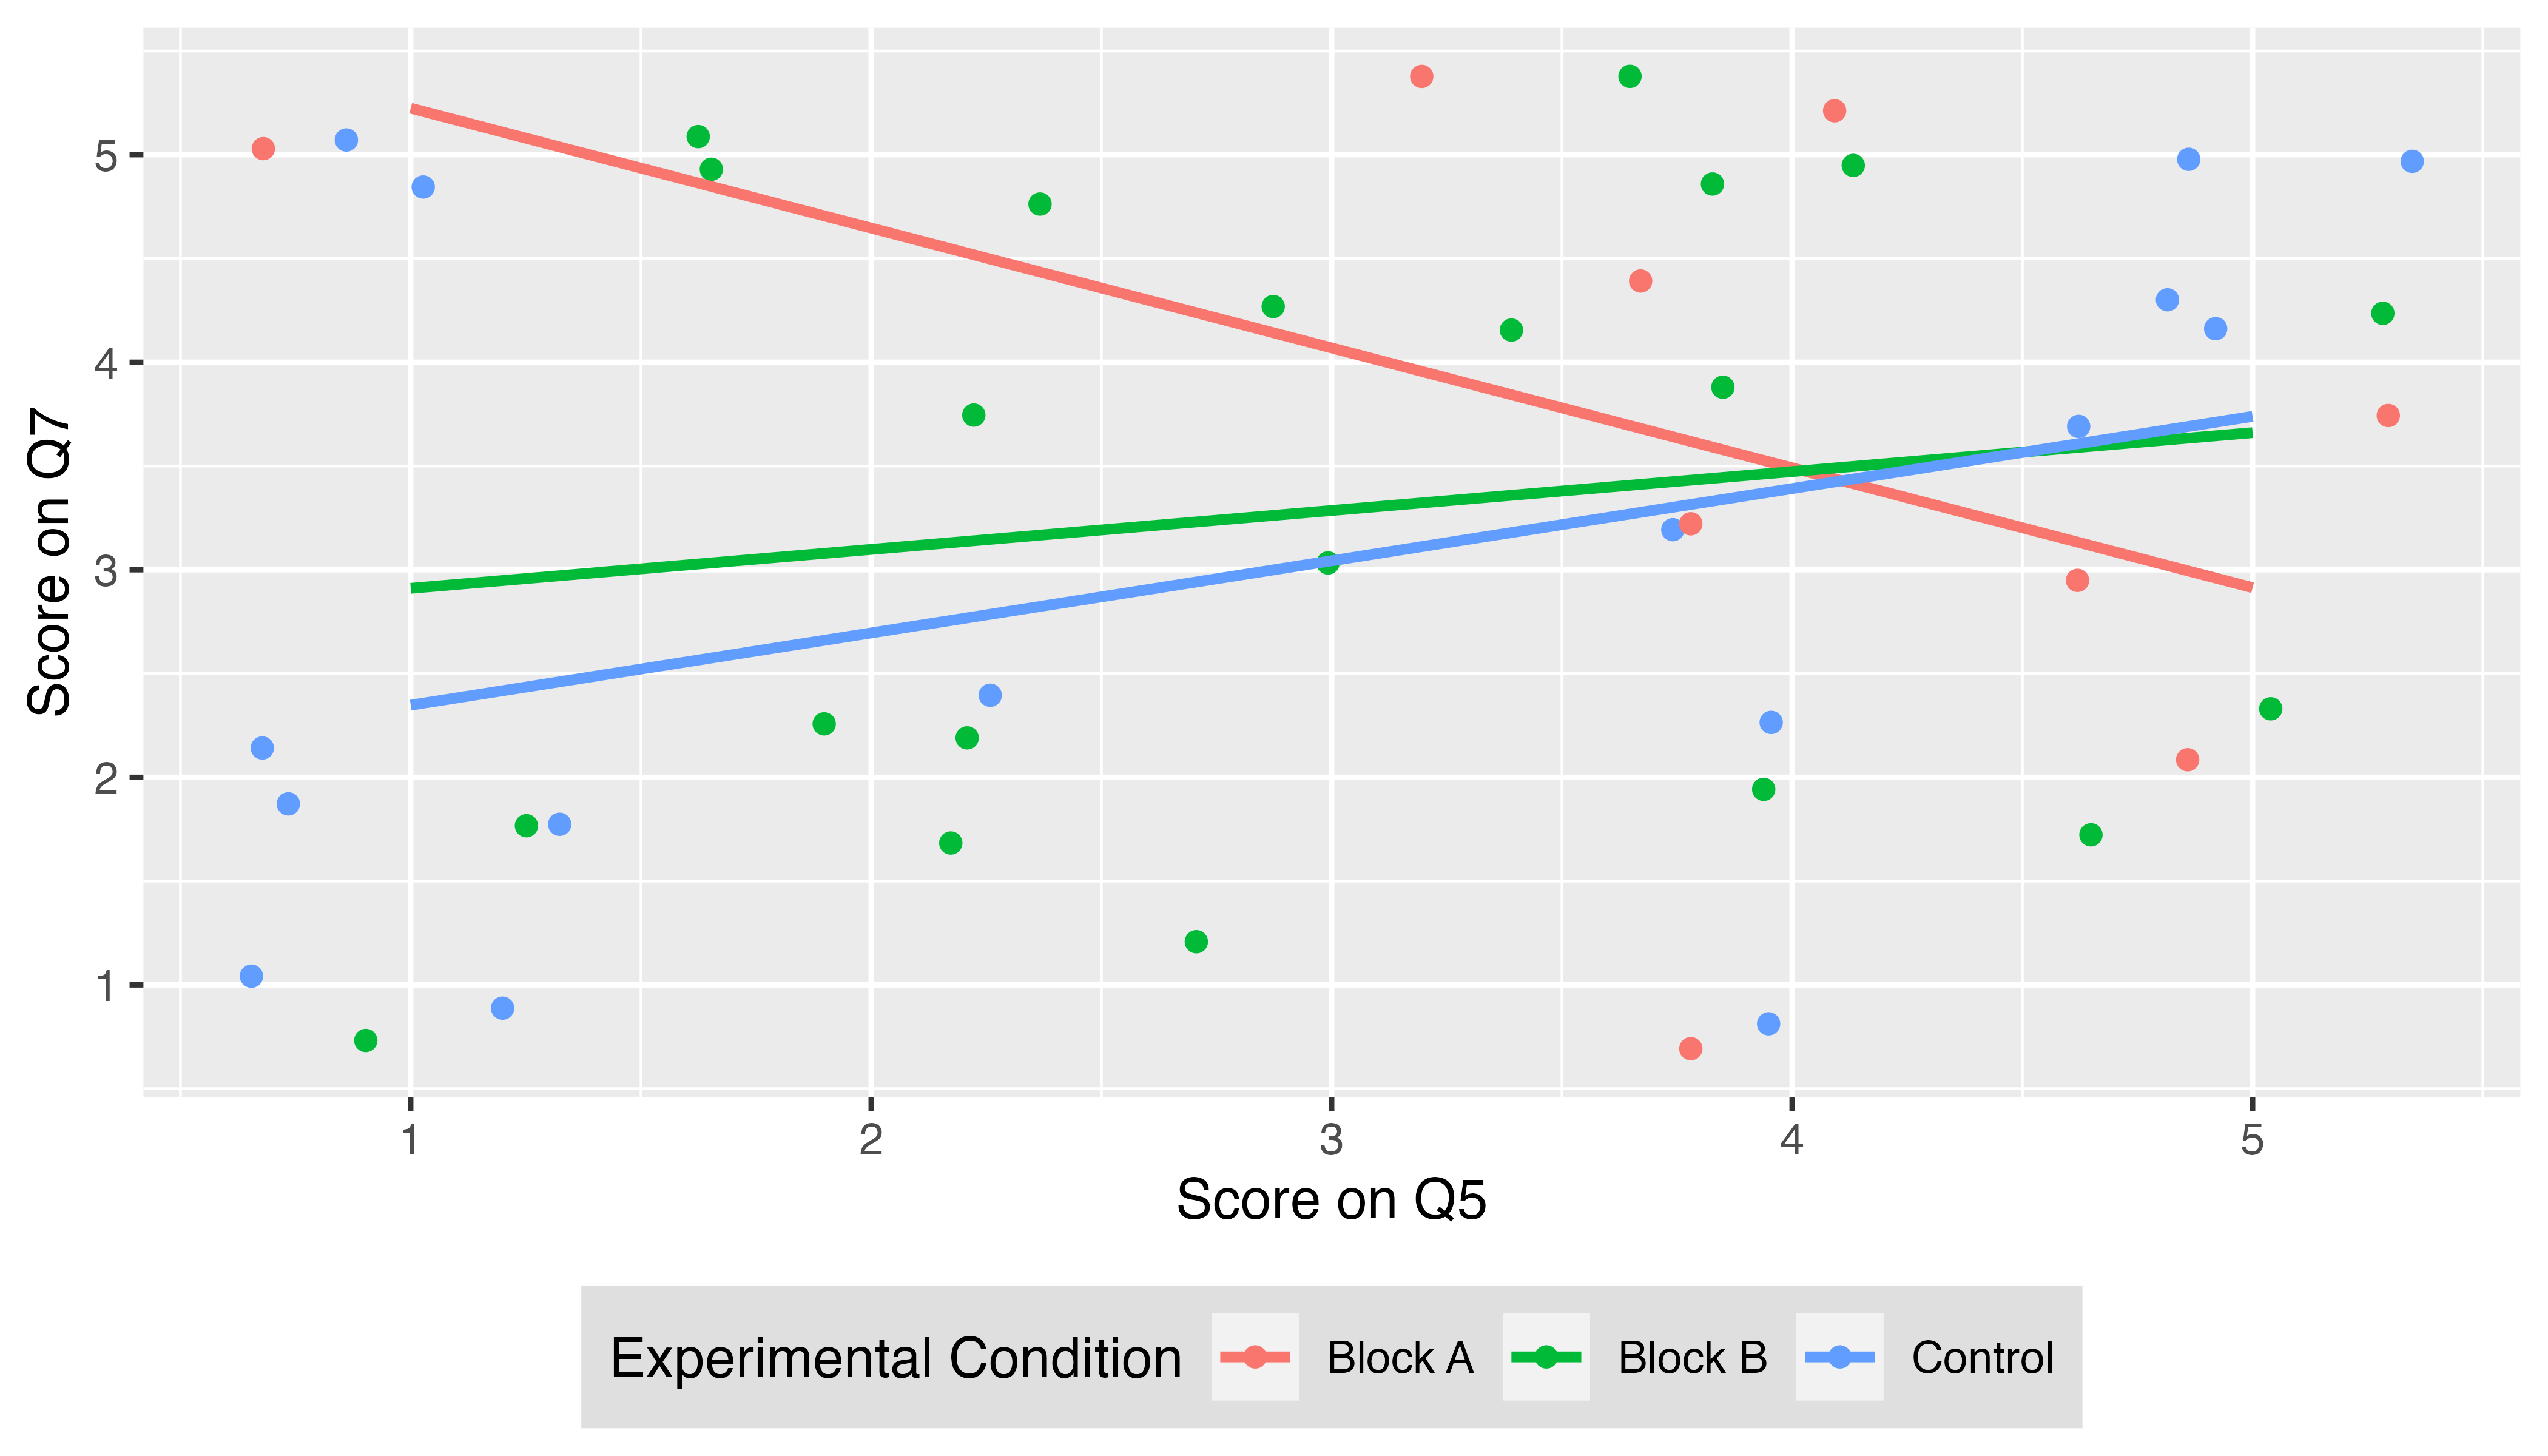 Score on Q7
5
4
3
2
1
1 2 3 4 5
Score on Q5
Experimental Condition Block A Block B Control